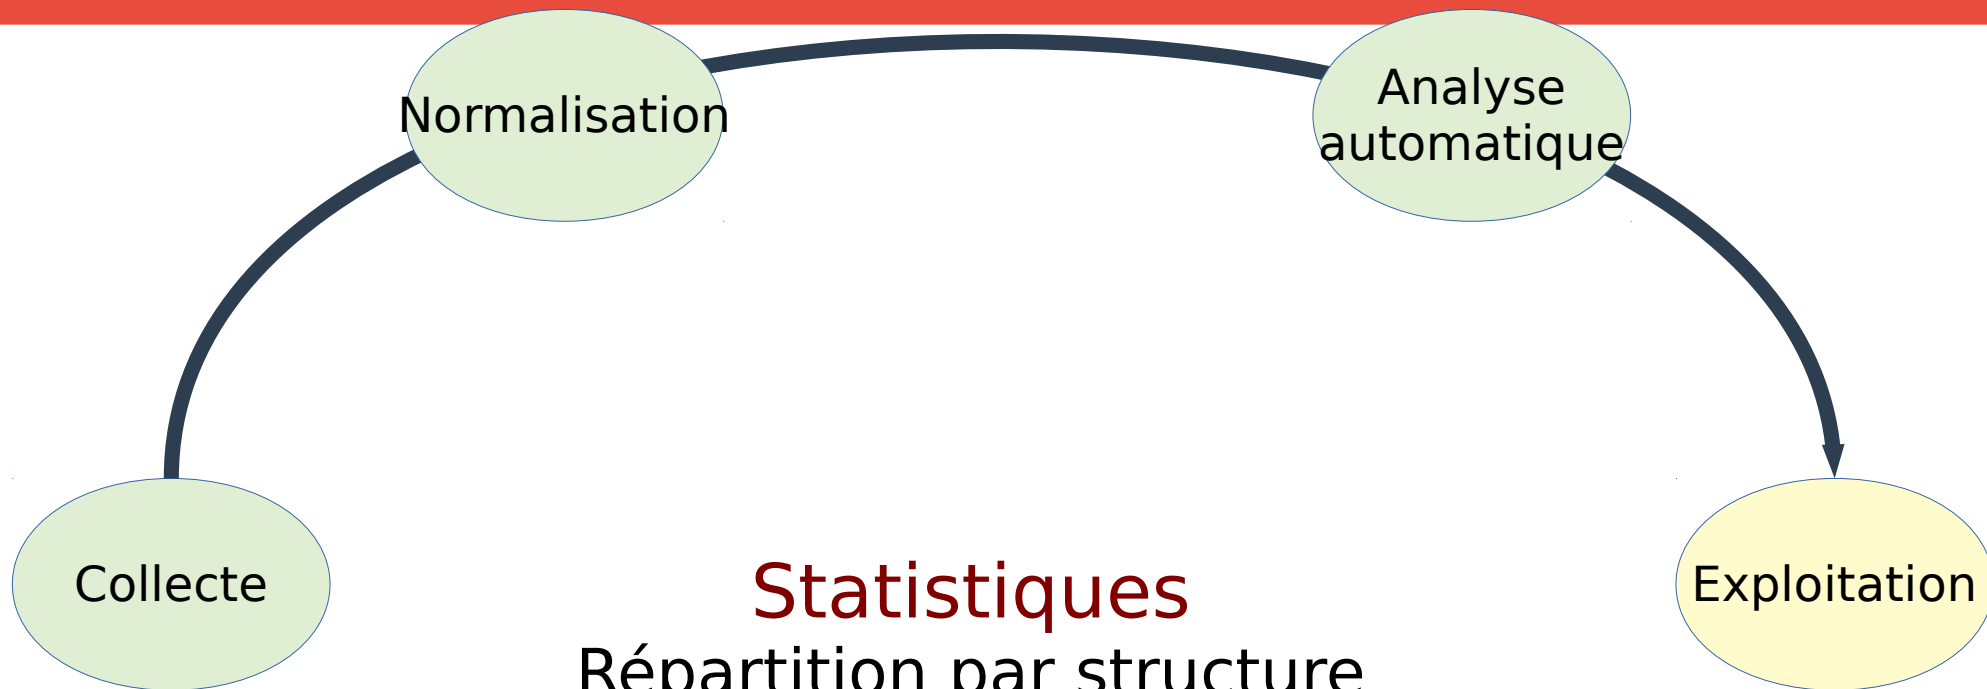 Normalisation
Analyse
automatique
Collecte
Exploitation
Statistiques
Répartition par structure